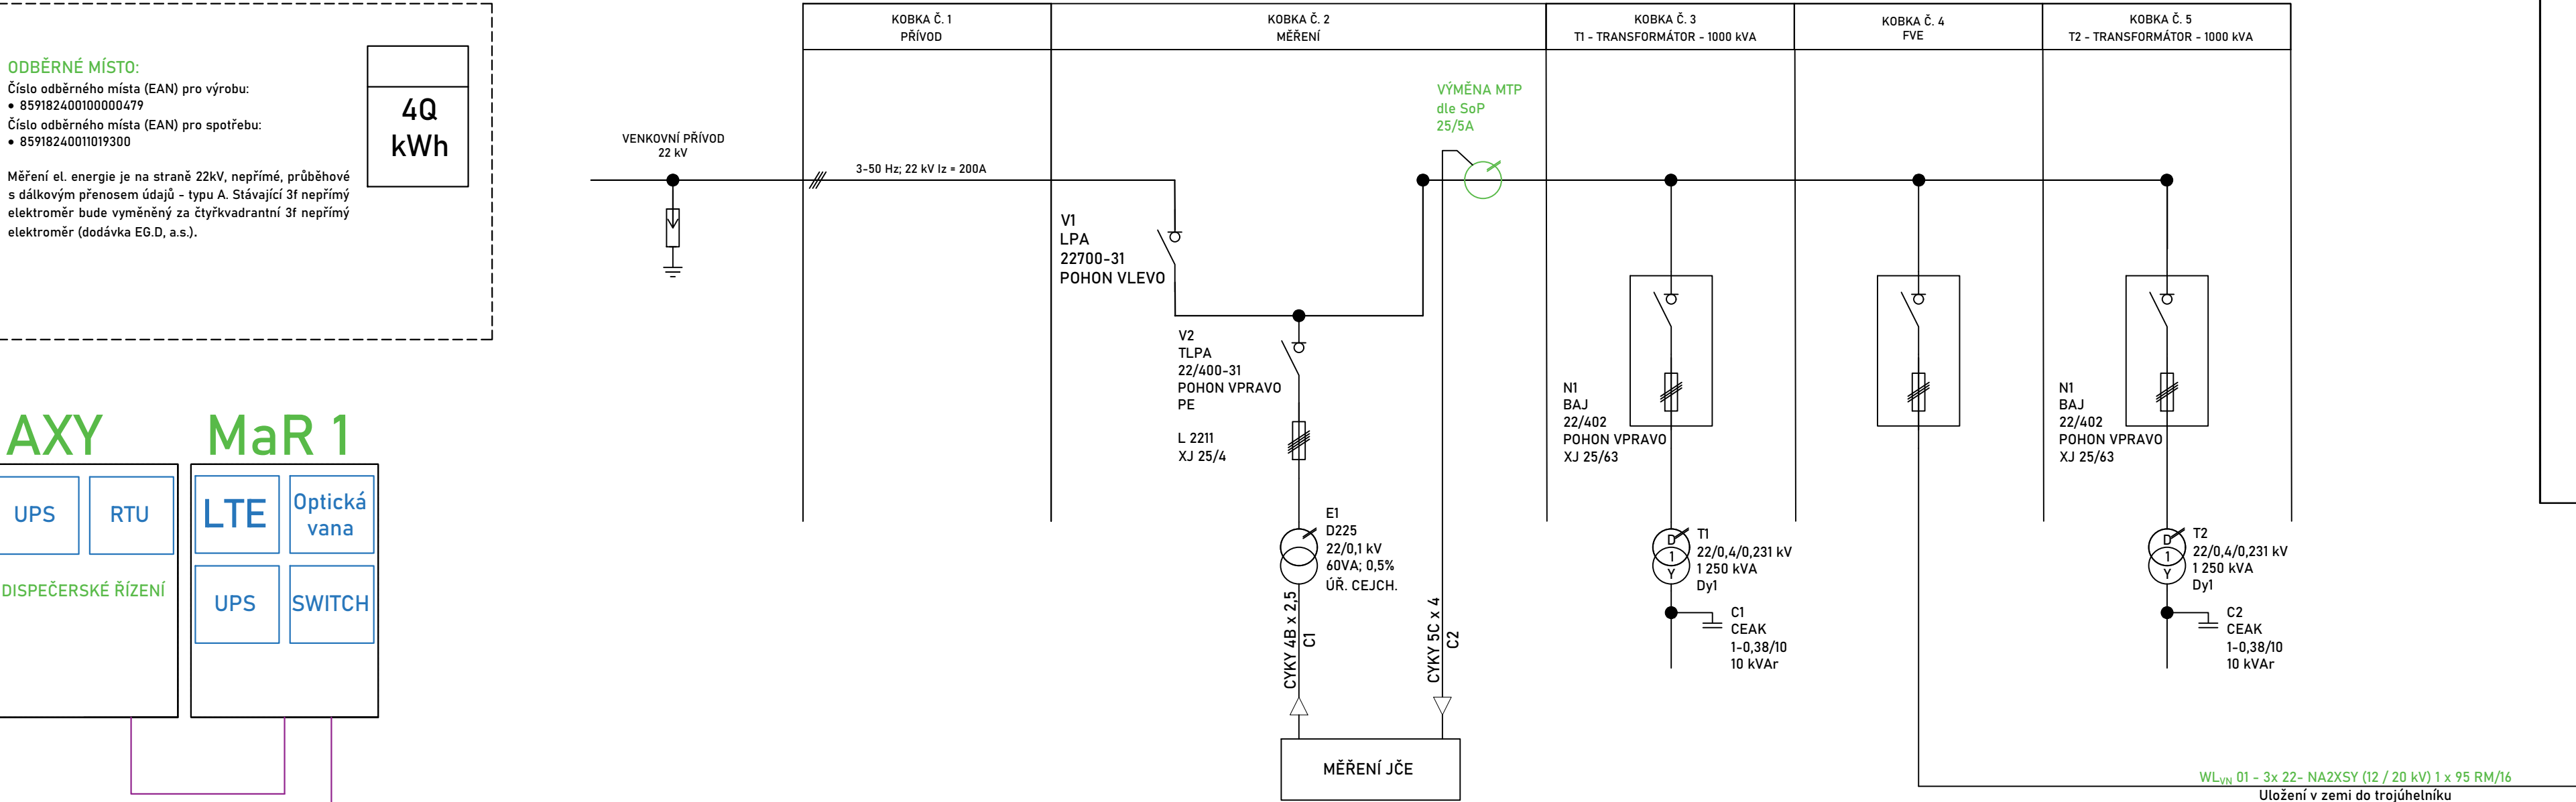 ODBĚRNÉ MÍSTO:
Číslo odběrného místa (EAN) pro výrobu:
• 859182400100000479
Číslo odběrného místa (EAN) pro spotřebu:
• 85918240011019300
Měření el. energie je na straně 22kV, nepřímé, průběhové
s dálkovým přenosem údajů - typu A. Stávající 3f nepřímý
elektroměr bude vyměněný za čtyřkvadrantní 3f nepřímý
elektroměr (dodávka EG.D, a.s.).
4Q
kWh
AXY
UPS
RTU
DISPEČERSKÉ ŘÍZENÍ
MaR 1
LTE
Optická
vana
UPS
SWITCH
VENKOVNÍ PŘÍVOD
22 kV
KOBKA Č. 1
PŘÍVOD
3-50 Hz; 22 kV Iz = 200A
KOBKA Č. 2
MĚŘENÍ
V1
LPA
22700-31
POHON VLEVO
V2
TLPA
22/400-31
POHON VPRAVO
PE
L 2211
XJ 25/4
E1
D225
22/0,1 kV
60VA; 0,5%
ÚŘ. CEJCH.
CYKY 4B x 2,5
C1
CYKY 5C x 4
C2
MĚŘENÍ JČE
VÝMĚNA MTP
dle SoP
25/5A
KOBKA Č. 3
T1 - TRANSFORMÁTOR - 1000 kVA
N1
BAJ
22/402
POHON VPRAVO
XJ 25/63
D
1
Y
T1
22/0,4/0,231 kV
1 250 kVA
Dy1
C1
CEAK
1-0,38/10
10 kVAr
KOBKA Č. 4
FVE
KOBKA Č. 5
T2 - TRANSFORMÁTOR - 1000 kVA
N1
BAJ
22/402
POHON VPRAVO
XJ 25/63
D
1
Y
T2
22/0,4/0,231 kV
1 250 kVA
Dy1
C2
CEAK
1-0,38/10
10 kVAr
WLVN 01 - 3x 22- NA2XSY (12 / 20 kV) 1 x 95 RM/16
Uložení v zemi do trojúhelníku